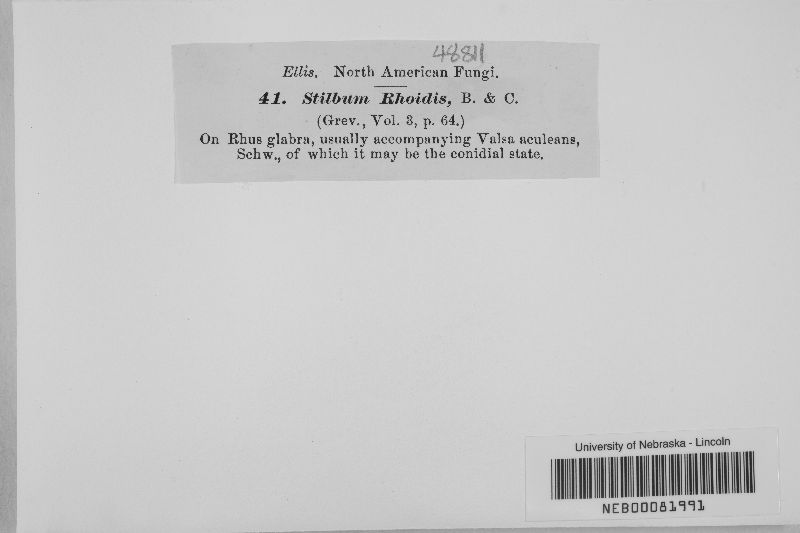 48811
Ellis, North American Fungi.
41. Stilbum Rhoidis, B. & C.
(Grev., Vol. 3, p. 64.)
On Rhus glabra, usually accompanying Valsa aculeans,
Schw., of which it may be the conidial state.
University of Nebraska - Lincoln
NEB00081991